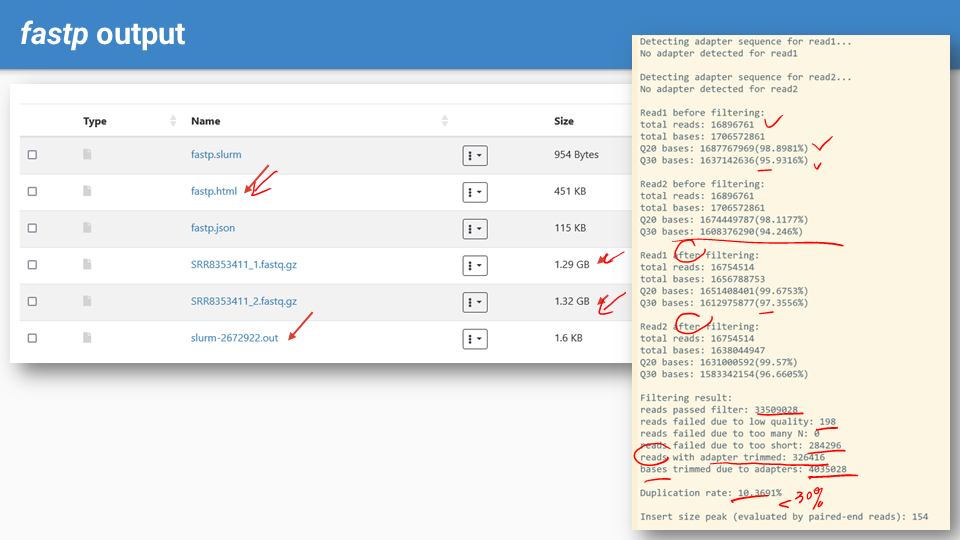 fastp output
Type Name Size
fastp.slurm 954 Bytes
fastp.html 451 KB
fastp.json 115 KB
SRR8353411_1.fastq.gz 1.29 GB
SRR8353411_2.fastq.gz 1.32 GB
slurm-2672922.out 1.6 KB
Detecting adapter sequence for read1...
No adapter detected for read1
Detecting adapter sequence for read2...
No adapter detected for read2
Read1 before filtering:
total reads: 16896761
total bases: 1706572861
Q20 bases: 1687767969(98.8981%)
Q30 bases: 1637142636(95.9316%)
Read2 before filtering:
total reads: 16896761
total bases: 1706572861
Q20 bases: 1674449787(98.1177%)
Q30 bases: 1608376290(94.246%)
Read1 after filtering:
total reads: 16754514
total bases: 1656788753
Q20 bases: 1651408401(99.6753%)
Q30 bases: 1612975877(97.3556%)
Read2 after filtering:
total reads: 16754514
total bases: 1638044947
Q20 bases: 1631000592(99.57%)
Q30 bases: 1583342154(96.6605%)
Filtering result:
reads passed filter: 33509028
reads failed due to low quality: 198
reads failed due to too many N: 0
reads failed due to too short: 284296
reads with adapter trimmed: 326416
bases trimmed due to adapters: 4035028
Duplication rate: 10.3691%
<30%
Insert size peak (evaluated by paired-end reads): 154